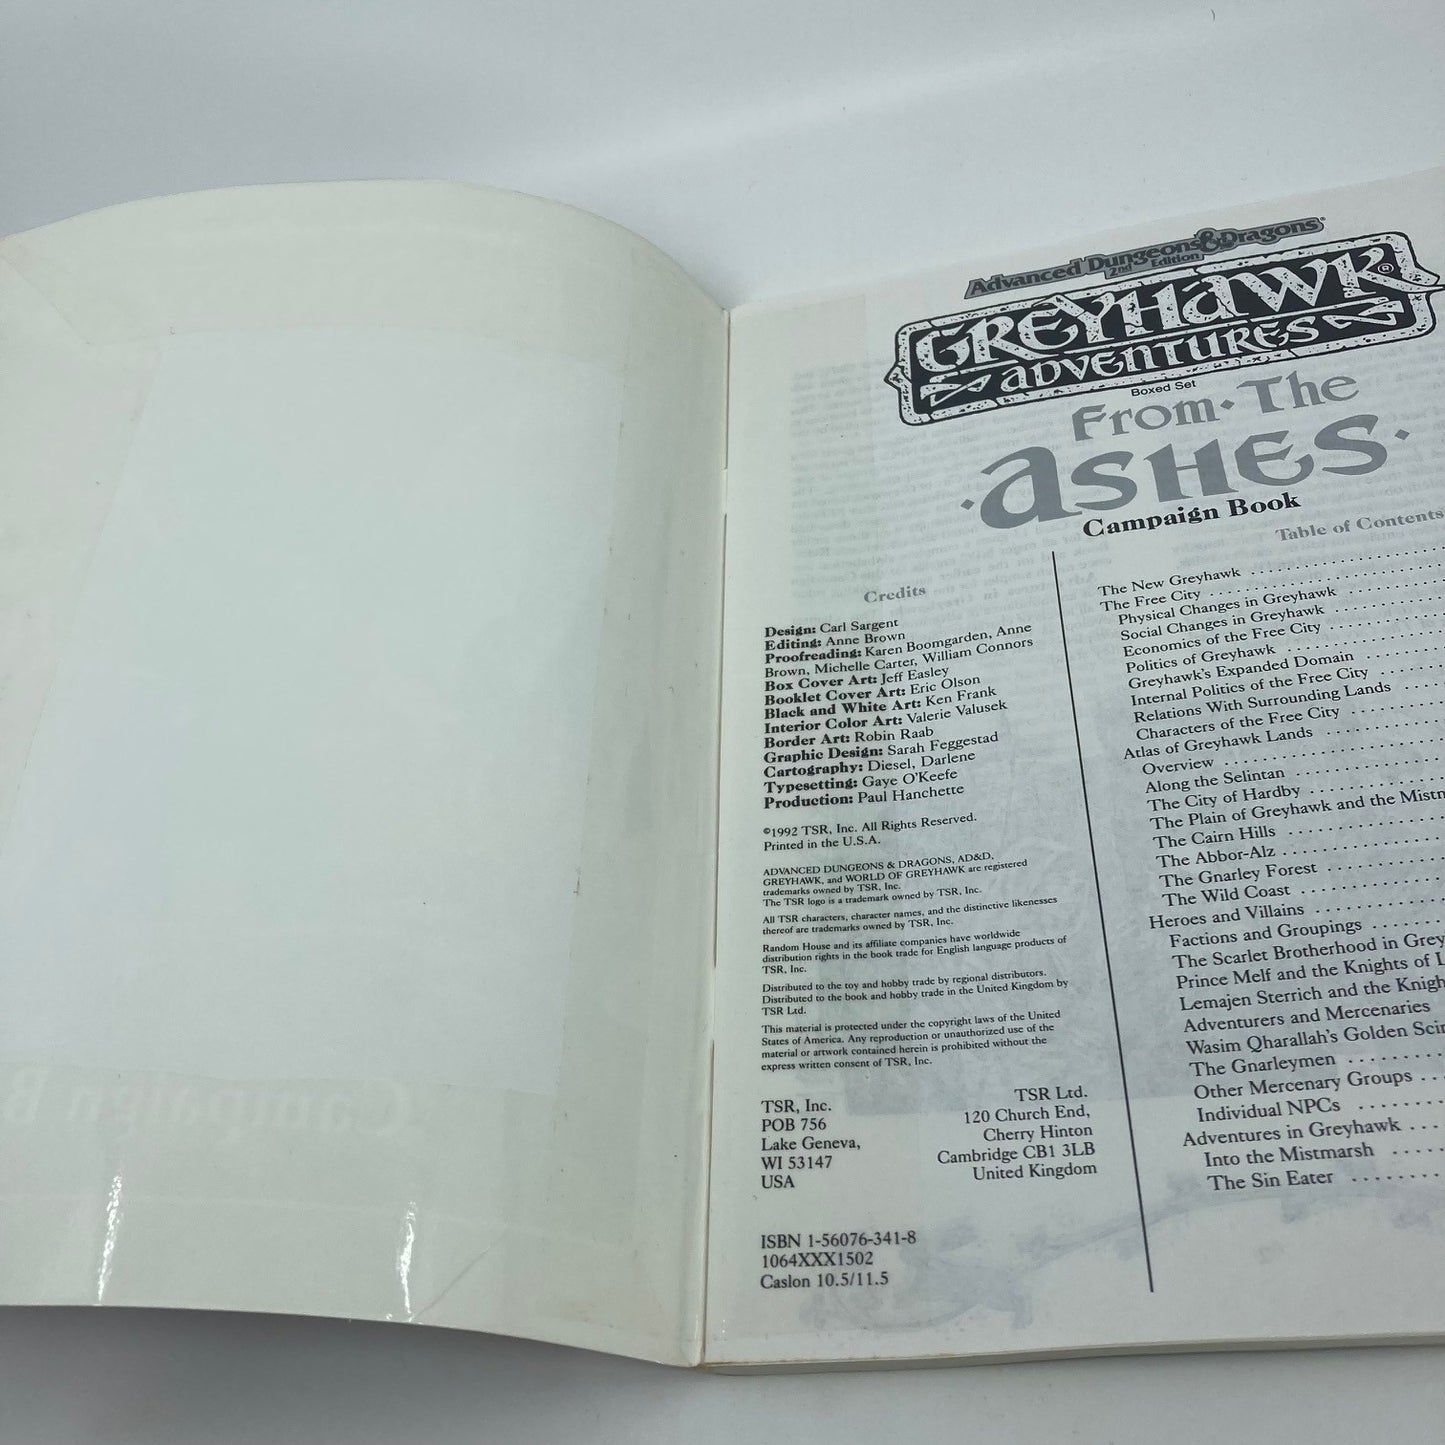 Advanced Dungeons & Dragons®
2nd Edition
GREYHAWK®
ADVENTURES
Boxed Set
From·The
·ASHES·
Campaign Book
Credits
Design: Carl Sargent
Editing: Anne Brown
Proofreading: Karen Boomgarden, Anne
Brown, Michelle Carter, William Connors
Box Cover Art: Jeff Easley
Booklet Cover Art: Eric Olson
Black and White Art: Ken Frank
Interior Color Art: Valerie Valusek
Border Art: Robin Raab
Graphic Design: Sarah Feggestad
Cartography: Diesel, Darlene
Typesetting: Gaye O'Keefe
Production: Paul Hanchette
©1992 TSR, Inc. All Rights Reserved.
Printed in the U.S.A.
ADVANCED DUNGEONS & DRAGONS, AD&D,
GREYHAWK, and WORLD OF GREYHAWK are registered
trademarks owned by TSR, Inc.
The TSR logo is a trademark owned by TSR, Inc.
All TSR characters, character names, and the distinctive likenesses
thereof are trademarks owned by TSR, Inc.
Random House and its affiliate companies have worldwide
distribution rights in the book trade for English language products of
TSR, Inc.
Distributed to the toy and hobby trade by regional distributors.
Distributed to the book and hobby trade in the United Kingdom by
TSR Ltd.
This material is protected under the copyright laws of the United
States of America. Any reproduction or unauthorized use of the
material or artwork contained herein is prohibited without the
express written consent of TSR, Inc.
TSR, Inc.
POB 756
Lake Geneva,
WI 53147
USA
TSR Ltd.
120 Church End,
Cherry Hinton
Cambridge CB1 3LB
United Kingdom
ISBN 1-56076-341-8
1064XXX1502
Caslon 10.5/11.5
Table of Contents
The New Greyhawk
The Free City
Physical Changes in Greyhawk
Social Changes in Greyhawk
Economics of the Free City
Politics of Greyhawk
Greyhawk's Expanded Domain
Internal Politics of the Free City
Relations With Surrounding Lands
Characters of the Free City
Atlas of Greyhawk Lands
Overview
Along the Selintan
The City of Hardby
The Plain of Greyhawk and the Mistm
The Cairn Hills
The Abbor-Alz
The Gnarley Forest
The Wild Coast
Heroes and Villains
Factions and Groupings
The Scarlet Brotherhood in Grey
Prince Melf and the Knights of L
Lemajen Sterrich and the Knigh
Adventurers and Mercenaries
Wasim Qharallah's Golden Scin
The Gnarleymen
Other Mercenary Groups
Individual NPCs
Adventures in Greyhawk
Into the Mistmarsh
The Sin Eater